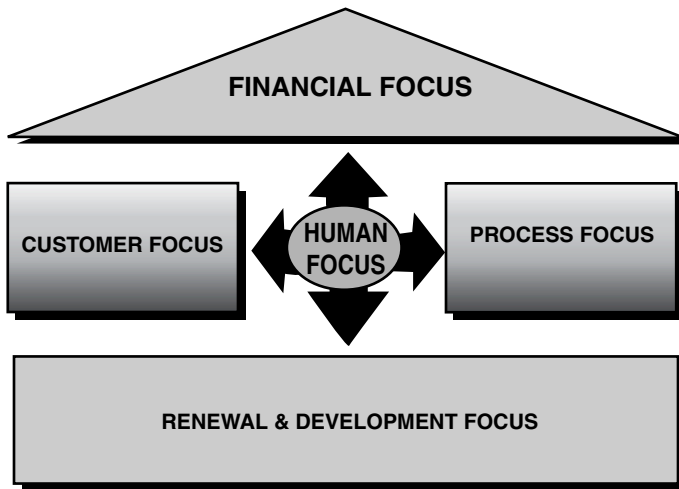 FINANCIAL FOCUS
CUSTOMER FOCUS
HUMAN
FOCUS
PROCESS FOCUS
RENEWAL & DEVELOPMENT FOCUS